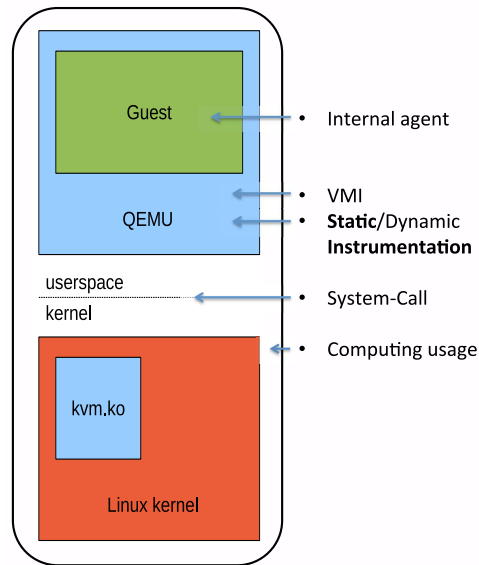 Guest
• Internal agent
• VMI
QEMU
• Static/Dynamic
Instrumentation
userspace
• System-Call
kernel
• Computing usage
kvm.ko
Linux kernel